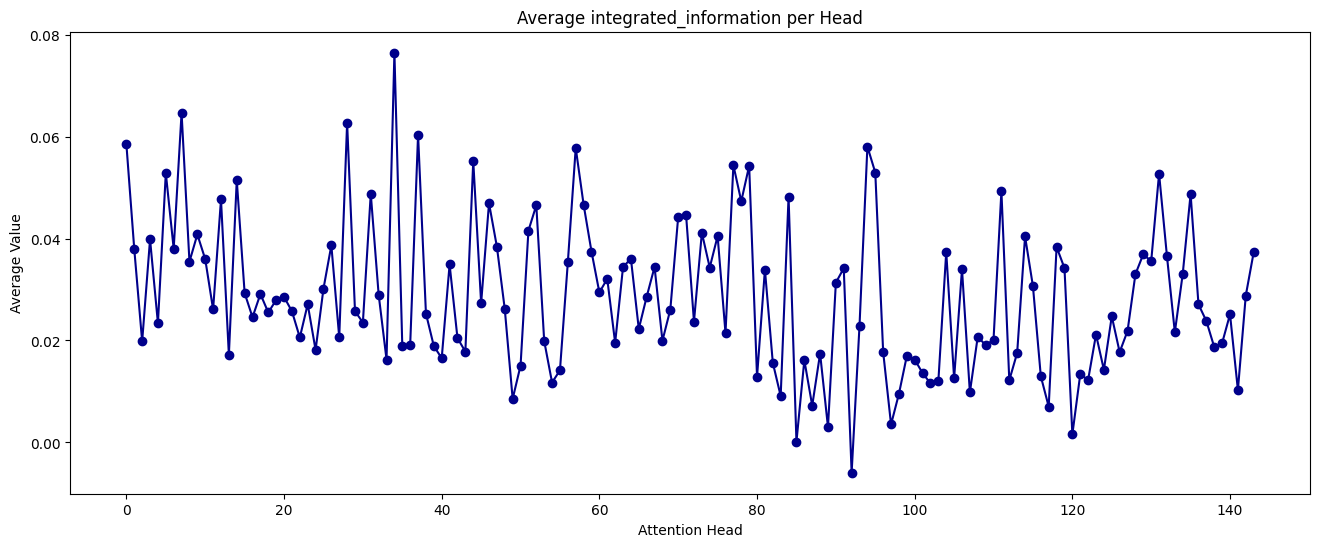 Average integrated_information per Head
Average Value
0.08
0.06
0.04
0.02
0.00
0 20 40 60 80 100 120 140
Attention Head